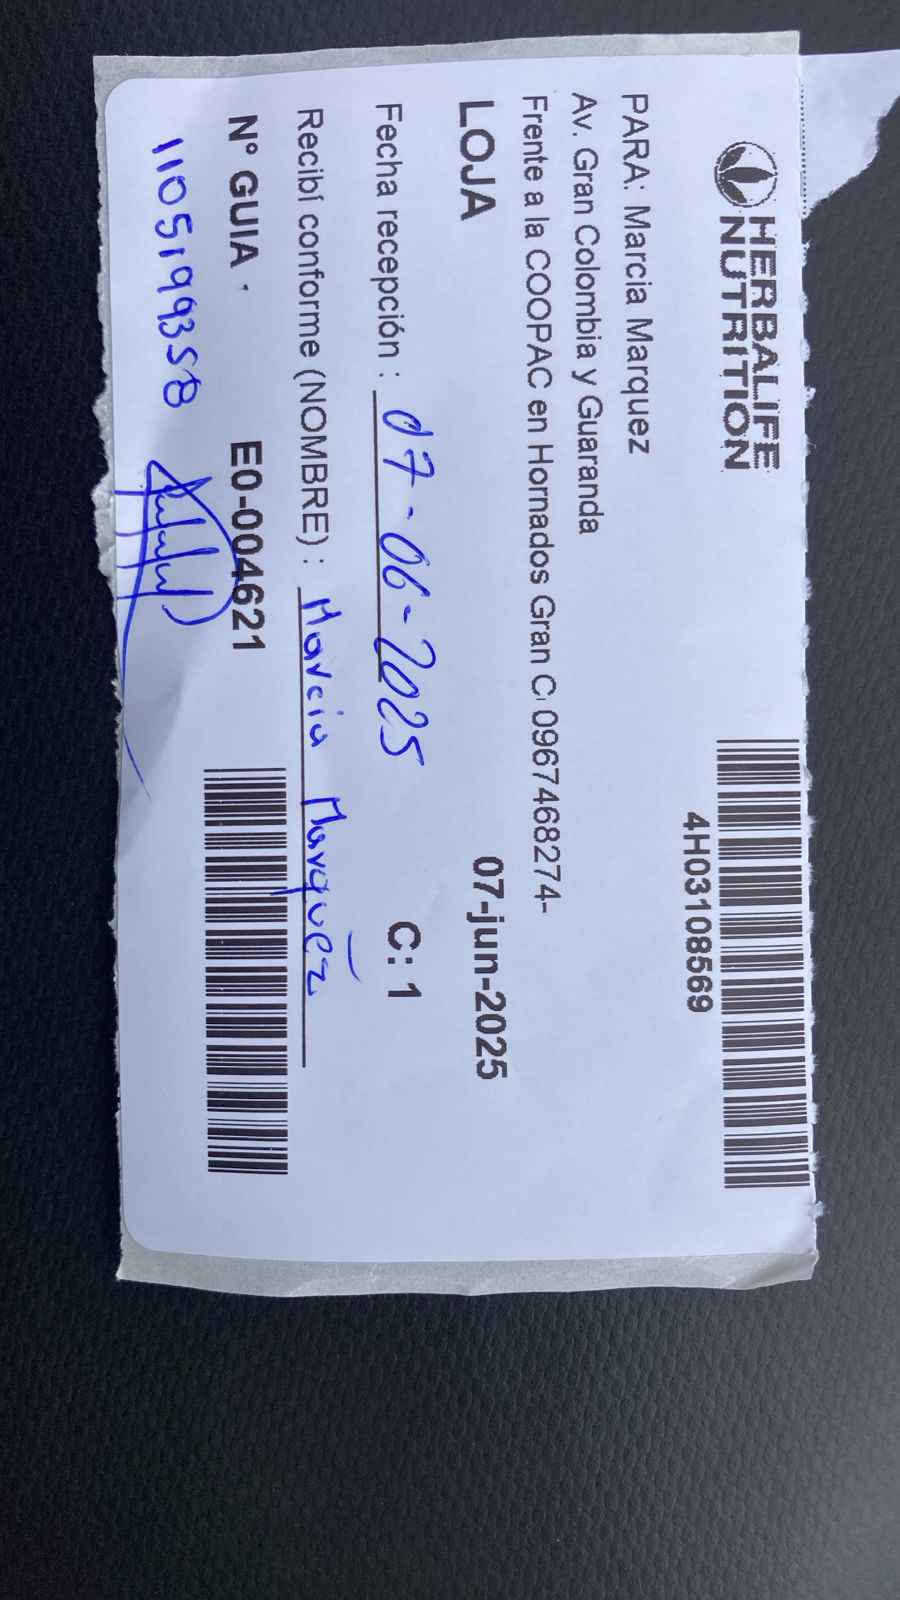 HERBALIFE
NUTRITION
4H03108569
PARA: Marcia Marquez
Av. Gran Colombia y Guaranda
Frente a la COOPAC en Hornados Gran C 0967468274-
LOJA 07-jun-2025
Fecha recepción : 07-06-2025 C: 1
Recibí conforme (NOMBRE) : Marcia Marquez
N° GUIA . E0-004621
1105199358